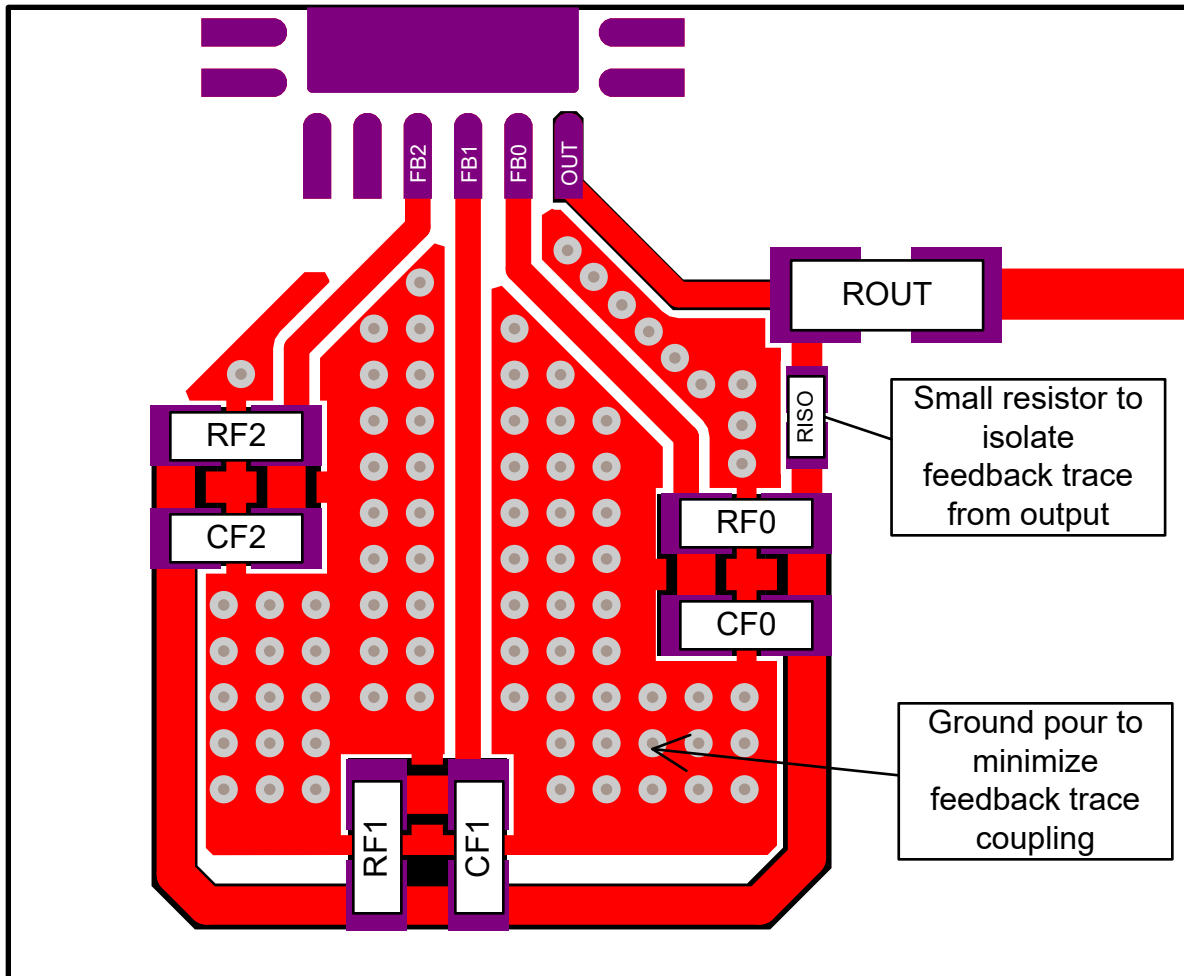 FB2
FB1
FB0
OUT
ROUT
RISO
Small resistor to
isolate
feedback trace
from output
RF2
CF2
RF0
CF0
Ground pour to
minimize
feedback trace
coupling
RF1
CF1